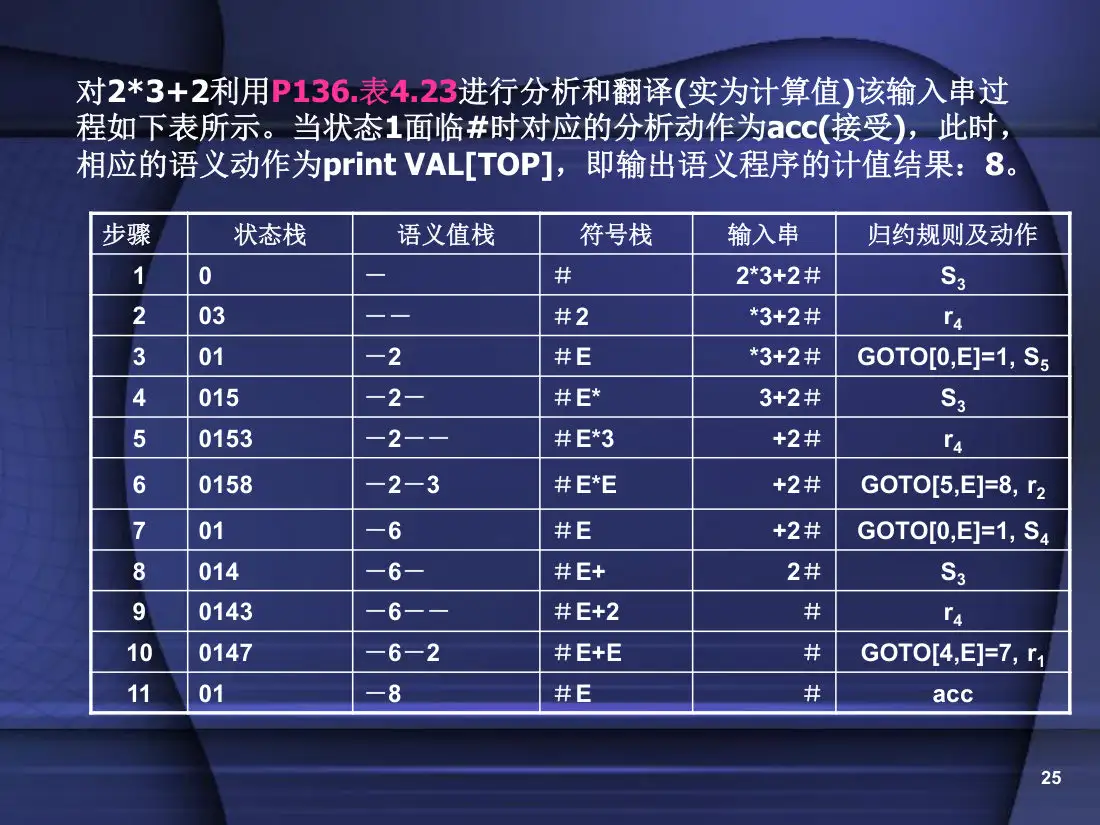 对2*3+2利用P136.表4.23进行分析和翻译(实为计算值)该输入串过
程如下表所示。当状态1面临#时对应的分析动作为acc(接受)，此时，
相应的语义动作为print VAL[TOP]，即输出语义程序的计值结果：8。
步骤 状态栈 语义值栈 符号栈 输入串 归约规则及动作
1 0 － ＃ 2*3+2＃ S3
2 03 －－ ＃2 *3+2＃ r4
3 01 －2 ＃E *3+2＃ GOTO[0,E]=1, S5
4 015 －2－ ＃E* 3+2＃ S3
5 0153 －2－－ ＃E*3 +2＃ r4
6 0158 －2－3 ＃E*E +2＃ GOTO[5,E]=8, r2
7 01 －6 ＃E +2＃ GOTO[0,E]=1, S4
8 014 －6－ ＃E+ 2＃ S3
9 0143 －6－－ ＃E+2 ＃ r4
10 0147 －6－2 ＃E+E ＃ GOTO[4,E]=7, r1
11 01 －8 ＃E ＃ acc
25